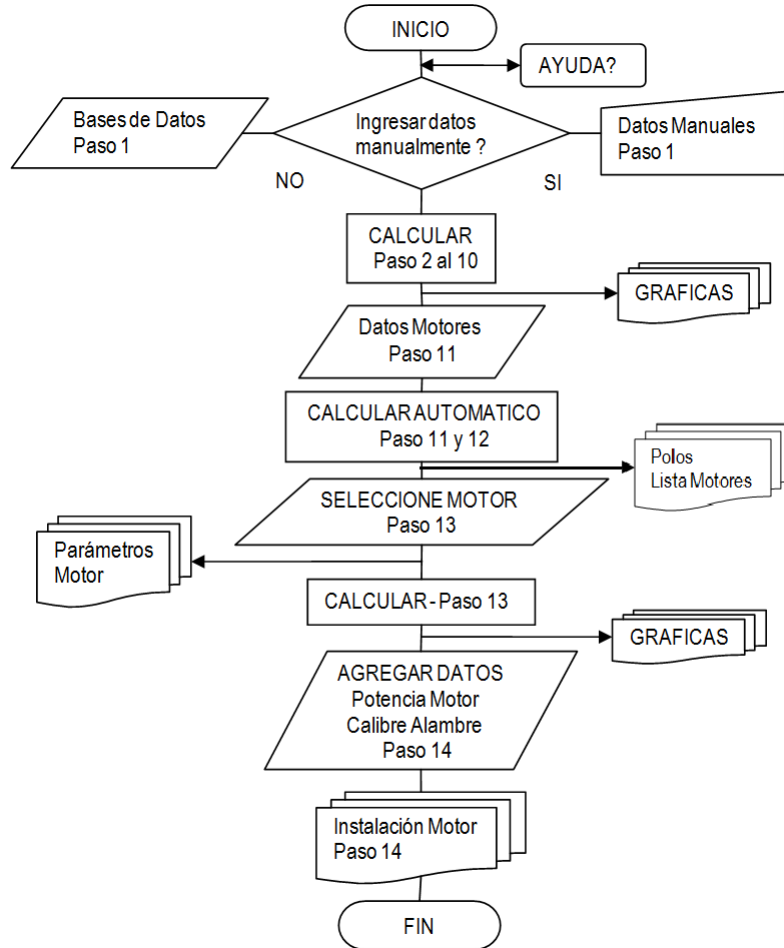 INICIO
AYUDA?
Bases de Datos
Paso 1
Ingresar datos
manualmente ?
Datos Manuales
Paso 1
NO
SI
CALCULAR
Paso 2 al 10
GRAFICAS
Datos Motores
Paso 11
CALCULAR AUTOMATICO
Paso 11 y 12
Polos
Lista Motores
SELECCIONE MOTOR
Paso 13
Parámetros
Motor
CALCULAR - Paso 13
GRAFICAS
AGREGAR DATOS
Potencia Motor
Calibre Alambre
Paso 14
Instalación Motor
Paso 14
FIN